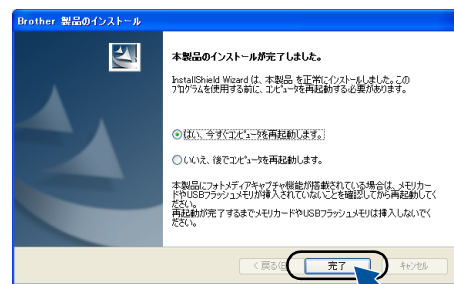 Brother 製品のインストール
本製品のインストールが完了しました。
InstallShield Wizard は、本製品 を正常にインストールしました。この
プログラムを使用する前に、コンピュータを再起動する必要があります。
はい、今すぐコンピュータを再起動します。
いいえ、後でコンピュータを再起動します。
本製品にフォトメディアキャプチャ機能が搭載されている場合は、メモリカー
ドやUSBフラッシュメモリが挿入されていないことを確認してから再起動してく
ださい。
再起動が完了するまでメモリカードやUSBフラッシュメモリは挿入しないでく
ださい。
< 戻る(B) 完了 キャンセル